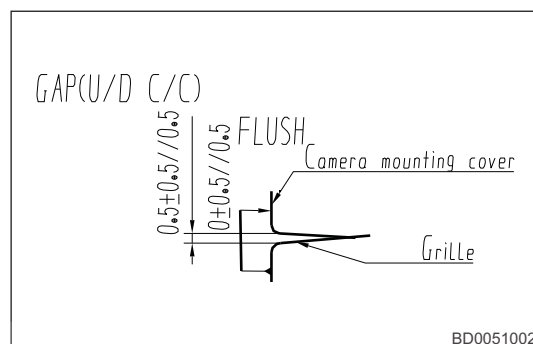 GAP(U/D C/C)
0.5±0.5//0.5
0±0.5//0.5
FLUSH
Camera mounting cover
Grille
BD0051002